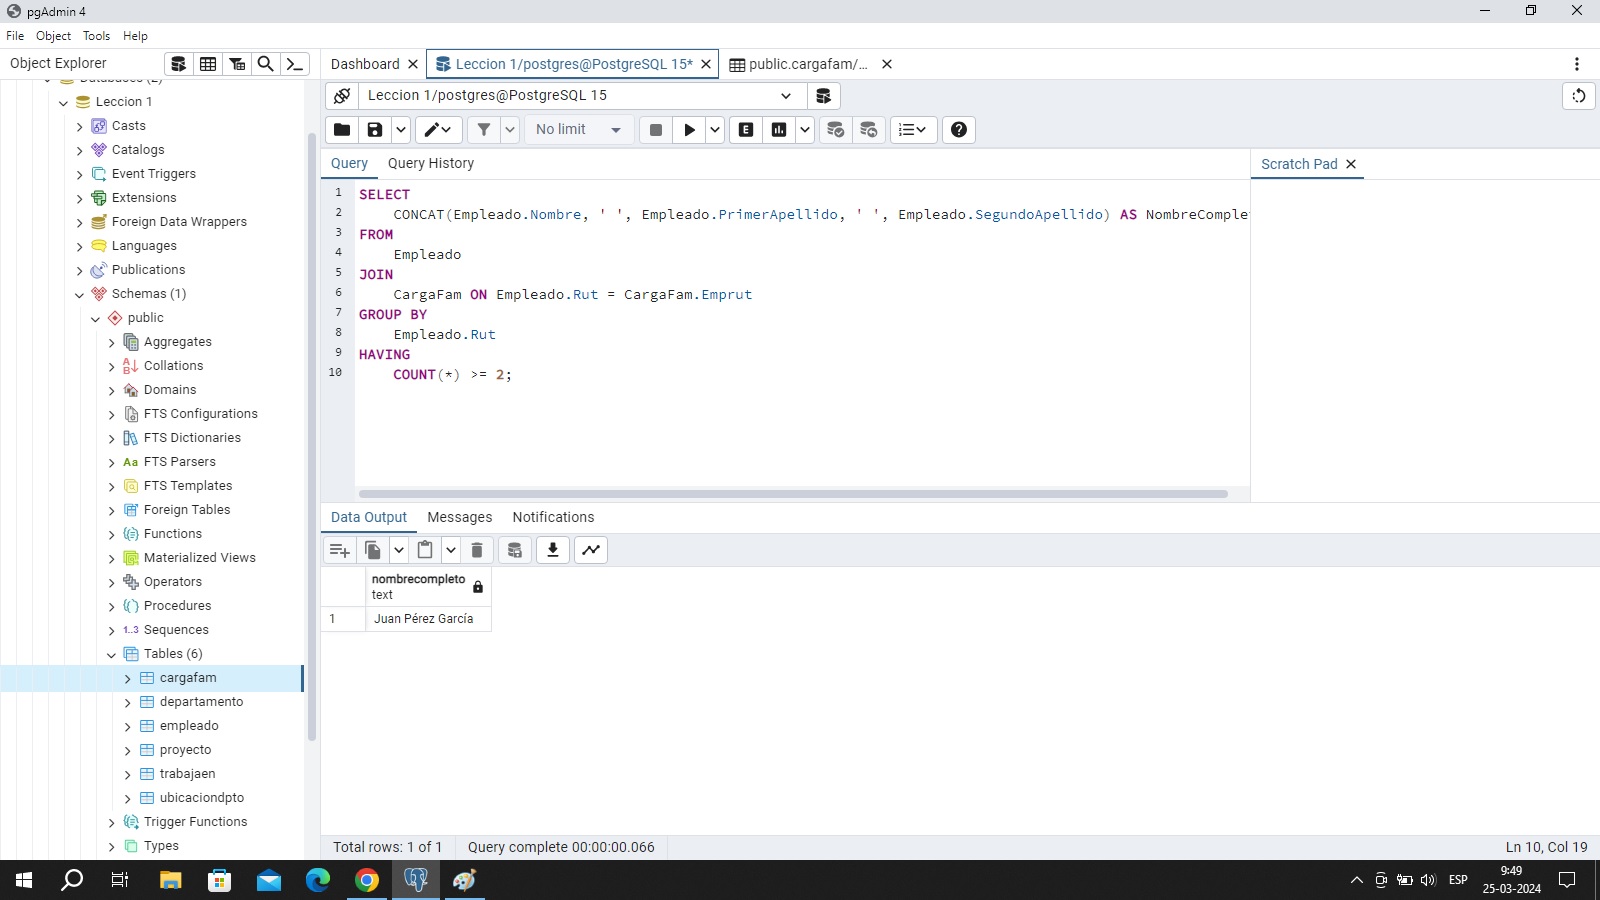 pgAdmin 4
File Object Tools Help
Object Explorer
Dashboard
Leccion 1/postgres@PostgreSQL 15*
public.cargafam/...
Databases (2)
Leccion 1
Casts
Catalogs
Event Triggers
Extensions
Foreign Data Wrappers
Languages
Publications
Schemas (1)
public
Aggregates
Collations
Domains
FTS Configurations
FTS Dictionaries
Aa FTS Parsers
FTS Templates
Foreign Tables
Functions
Materialized Views
Operators
Procedures
1..3 Sequences
Tables (6)
cargafam
departamento
empleado
proyecto
trabajaen
ubicaciondpto
Trigger Functions
Types
Leccion 1/postgres@PostgreSQL 15
No limit
E
Query Query History
Scratch Pad
1 SELECT
2 CONCAT(Empleado.Nombre, ' ', Empleado.PrimerApellido, ' ', Empleado.SegundoApellido) AS NombreComple
3 FROM
4 Empleado
5 JOIN
6 CargaFam ON Empleado.Rut = CargaFam.Emprut
7 GROUP BY
8 Empleado.Rut
9 HAVING
10 COUNT(*) >= 2;
Data Output Messages Notifications
nombrecompleto
text
1 Juan Pérez García
Total rows: 1 of 1 Query complete 00:00:00.066 Ln 10, Col 19
ESP
9:49
25-03-2024